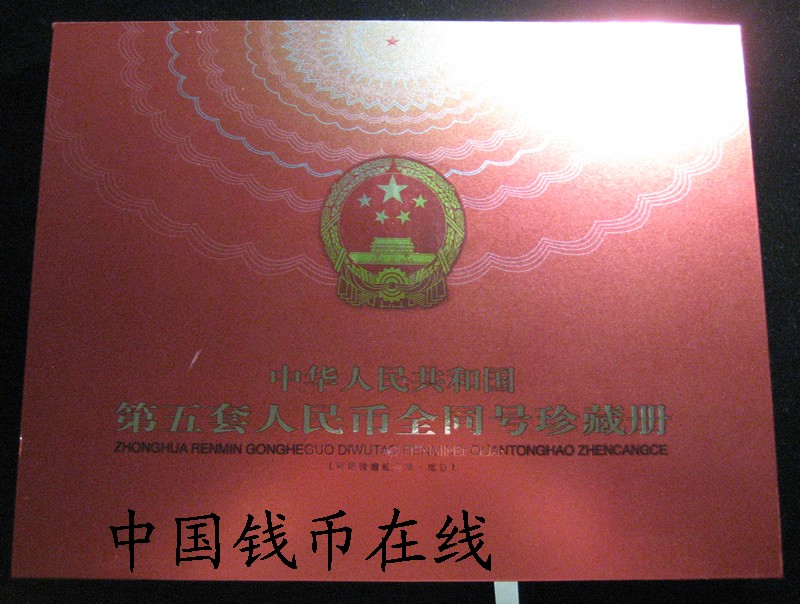 中华人民共和国
第五套人民币全同号珍藏册
ZHONGHUA RENMIN GONGHEGUO DIWUTAO RENMINBI QUANTONGHAO ZHENCANGCE
中国钱币在线